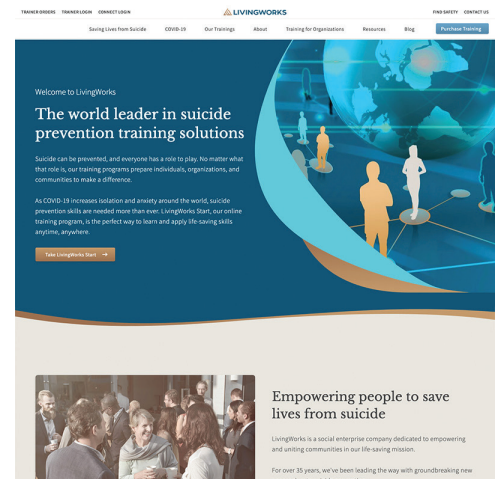 TRAINER ORDERS TRAINER LOGIN CONNECT LOGIN
LIVINGWORKS
FIND SAFETY CONTACT US
Saving Lives from Suicide COVID-19 Our Trainings About Training for Organizations Resources Blog Purchase Training
Welcome to LivingWorks
The world leader in suicide
prevention training solutions
Suicide can be prevented, and everyone has a role to play. No matter what
that role is, our training programs prepare individuals, organizations, and
communities to make a difference.
As COVID-19 increases isolation and anxiety around the world, suicide
prevention skills are needed more than ever. LivingWorks Start, our online
training program, is the perfect way to learn and apply life-saving skills
anytime, anywhere.
Take LivingWorks Start →
Empowering people to save
lives from suicide
LivingWorks is a social enterprise company dedicated to empowering
and uniting communities in our life-saving mission.
For over 35 years, we've been leading the way with groundbreaking new